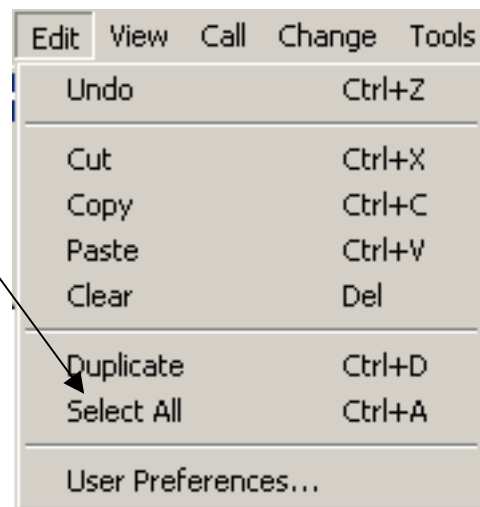 Edit View Call Change Tools
Undo Ctrl+Z
Cut Ctrl+X
Copy Ctrl+C
Paste Ctrl+V
Clear Del
Duplicate Ctrl+D
Select All Ctrl+A
User Preferences...